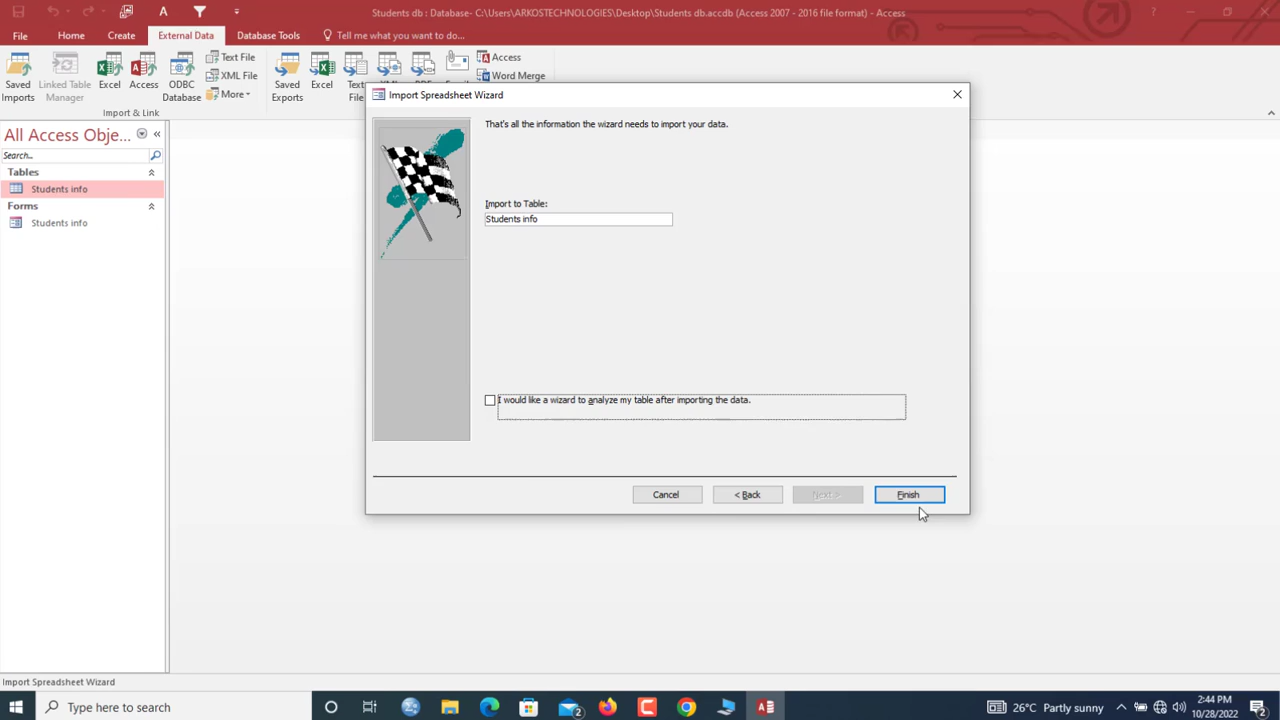 Students db : Database- C:\Users\ARKOSTECHNOLOGIES\Desktop\Students db.accdb (Access 2007 - 2016 file format) - Access
File Home Create External Data Database Tools Tell me what you want to do...
Saved Imports
Linked Table Manager
Excel
Access
ODBC Database
Text File
XML File
More
Saved Exports
Excel
Text File
Access
Word Merge
Import & Link
All Access Obje...
Search...
Tables
Students info
Forms
Students info
Import Spreadsheet Wizard
That's all the information the wizard needs to import your data.
Import to Table:
Students info
I would like a wizard to analyze my table after importing the data.
Cancel
< Back
Next >
Finish
Import Spreadsheet Wizard
Type here to search
2
26°C Partly sunny
2:44 PM
10/28/2022
2